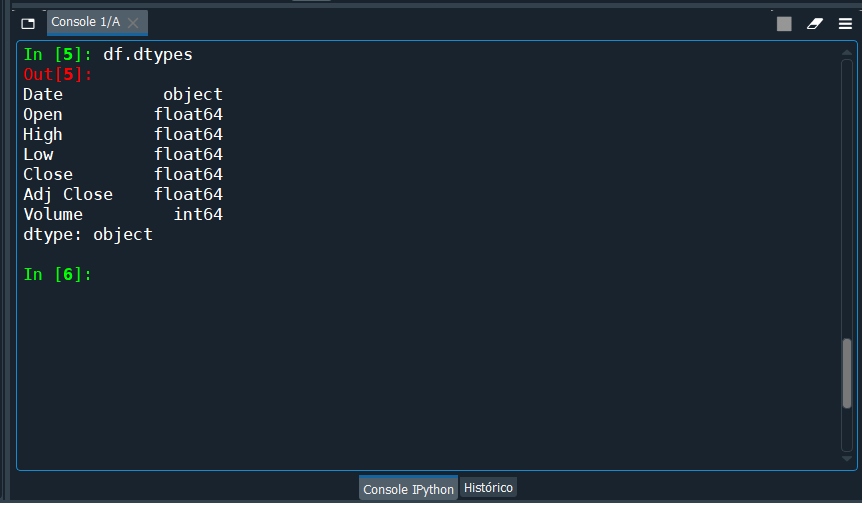 Console 1/A
In [5]: df.dtypes
Out[5]:
Date          object
Open         float64
High         float64
Low          float64
Close        float64
Adj Close    float64
Volume         int64
dtype: object
In [6]:
Console IPython
Histórico